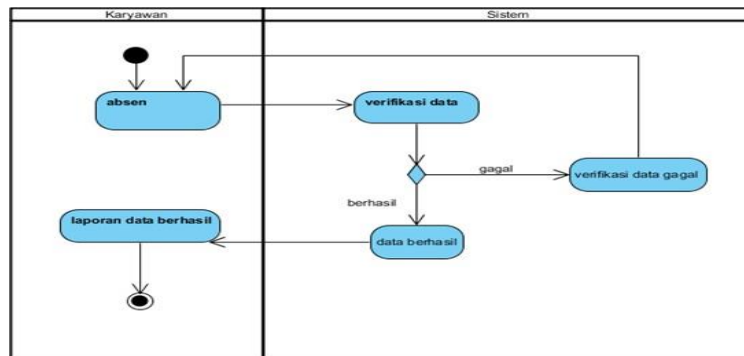 Karyawan
Sistem
absen
verifikasi data
gagal
verifikasi data gagal
berhasil
laporan data berhasil
data berhasil